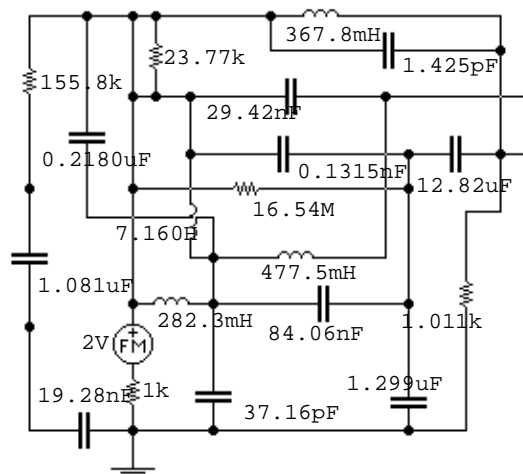 367.8mH
23.77k
1.425pF
155.8k
29.42nF
0.2180uF
0.1315nF
12.82uF
16.54M
7.160H
477.5mH
1.081uF
282.3mH
84.06nF
1.011k
2V
+
FM
1k
1.299uF
19.28nF
37.16pF